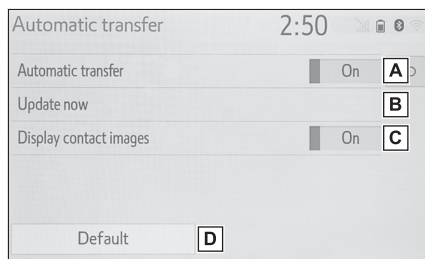 Automatic transfer 2:50
Automatic transfer On A
Update now B
Display contact images On C
Default D